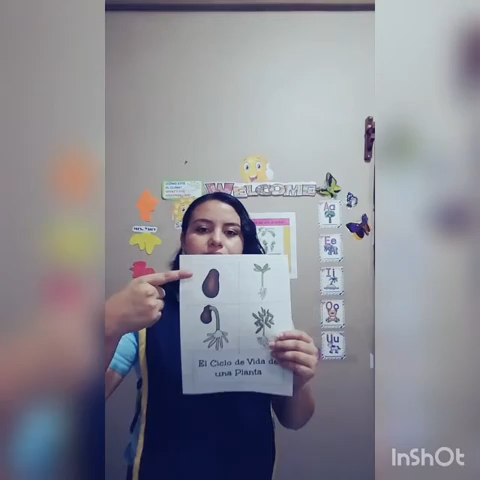 WELCOME
Aa
Ee
Ii
Oo
Uu
El Ciclo de Vida de
una Planta
InShOt